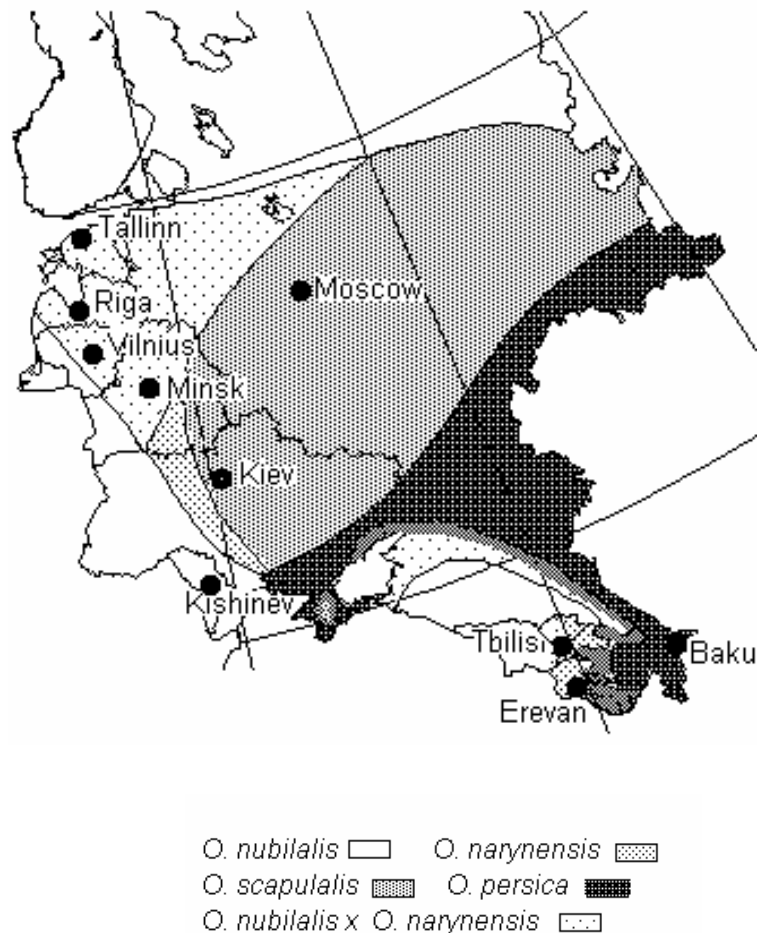 Tallinn
Riga
Vilnius
Minsk
Moscow
Kiev
Kishinev
Tbilisi
Baku
Erevan
O. nubilalis O. narynensis
O. scapulalis O. persica
O. nubilalis x O. narynensis